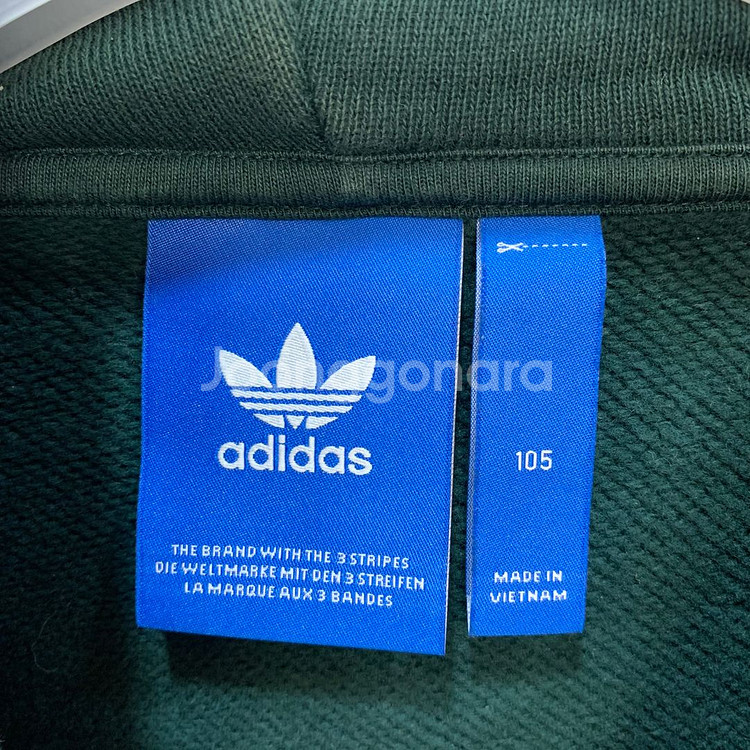 Joonggonara
adidas
THE BRAND WITH THE 3 STRIPES
DIE WELTMARKE MIT DEN 3 STREIFEN
LA MARQUE AUX 3 BANDES
105
MADE IN
VIETNAM